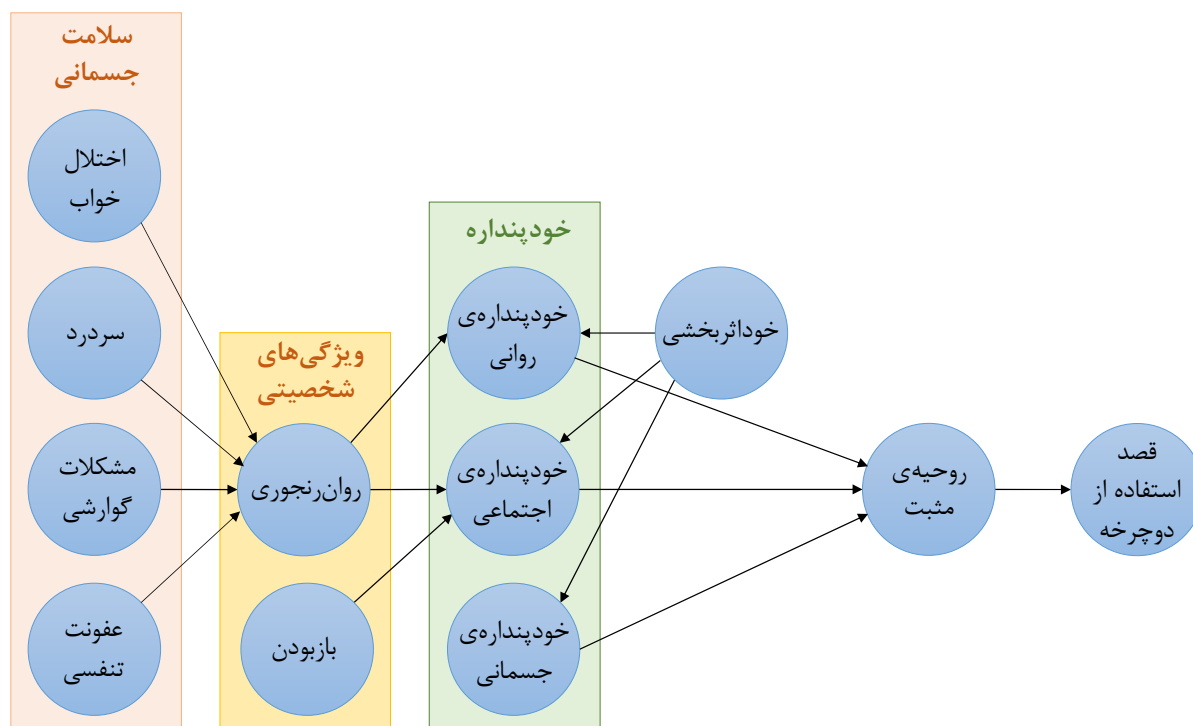 سلامت
جسمانی
اختلال
خواب
سردرد
مشکلات
گوارشی
عفونت
تنفسی
ویژگی‌های
شخصیتی
روان‌رنجوری
بازبودن
خودپنداره
خودپنداره‌ی
روانی
خودپنداره‌ی
اجتماعی
خودپنداره‌ی
جسمانی
خوداثربخشی
روحیه‌ی
مثبت
قصد
استفاده از
دوچرخه